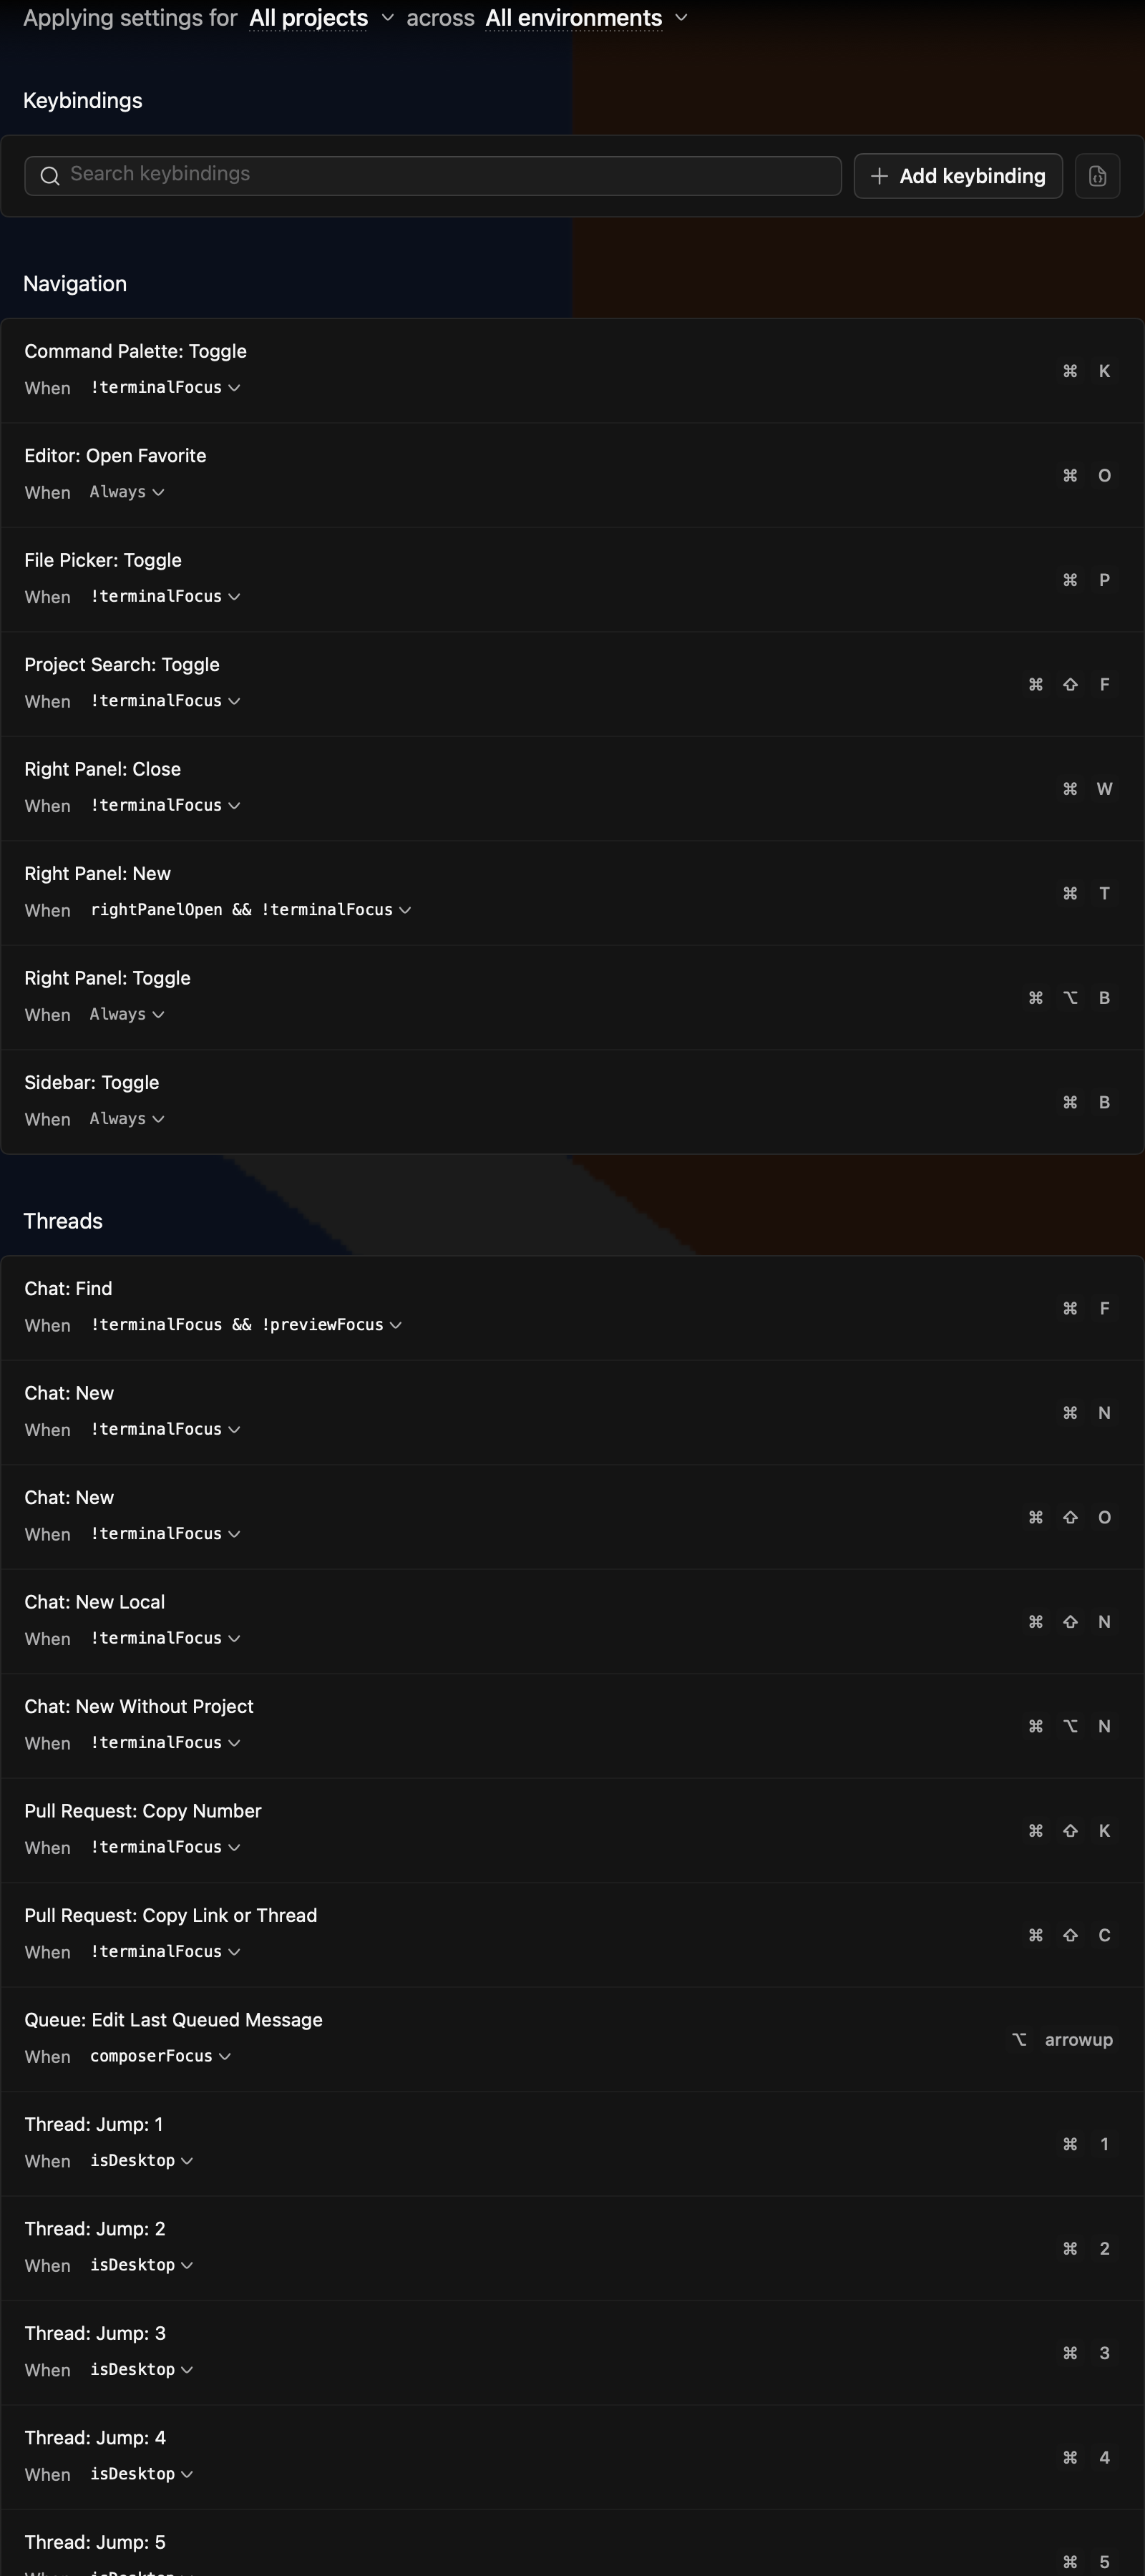 Applying settings for All projects across All environments
Keybindings
Search keybindings
Add keybinding
Navigation
Command Palette: Toggle
When !terminalFocus
⌘ K
Editor: Open Favorite
When Always
⌘ O
File Picker: Toggle
When !terminalFocus
⌘ P
Project Search: Toggle
When !terminalFocus
⌘ ⇧ F
Right Panel: Close
When !terminalFocus
⌘ W
Right Panel: New
When rightPanelOpen && !terminalFocus
⌘ T
Right Panel: Toggle
When Always
⌘ ⌥ B
Sidebar: Toggle
When Always
⌘ B
Threads
Chat: Find
When !terminalFocus && !previewFocus
⌘ F
Chat: New
When !terminalFocus
⌘ N
Chat: New
When !terminalFocus
⌘ ⇧ O
Chat: New Local
When !terminalFocus
⌘ ⇧ N
Chat: New Without Project
When !terminalFocus
⌘ ⌥ N
Pull Request: Copy Number
When !terminalFocus
⌘ ⇧ K
Pull Request: Copy Link or Thread
When !terminalFocus
⌘ ⇧ C
Queue: Edit Last Queued Message
When composerFocus
⌥ arrowup
Thread: Jump: 1
When isDesktop
⌘ 1
Thread: Jump: 2
When isDesktop
⌘ 2
Thread: Jump: 3
When isDesktop
⌘ 3
Thread: Jump: 4
When isDesktop
⌘ 4
Thread: Jump: 5
⌘ 5